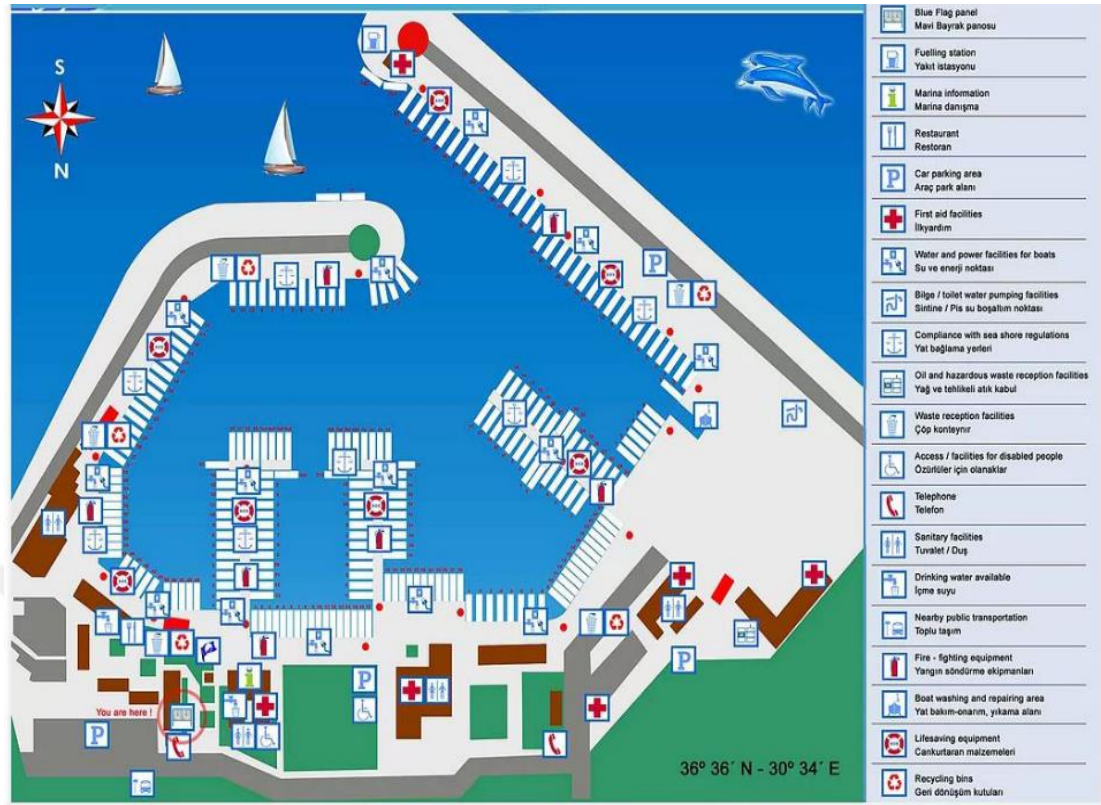 S
N
You are here !
P
P
P
P
36° 36´ N - 30° 34´ E
Blue Flag panel
Mavi Bayrak panosu
Fuelling station
Yakıt istasyonu
i
Marina information
Marina danışma
Restaurant
Restoran
P
Car parking area
Araç park alanı
First aid facilities
İlkyardım
Water and power facilities for boats
Su ve enerji noktası
Bilge / toilet water pumping facilities
Sintine / Pis su boşaltım noktası
Compliance with sea shore regulations
Yat bağlama yerleri
Oil and hazardous waste reception facilities
Yağ ve tehlikeli atık kabul
Waste reception facilities
Çöp konteynır
Access / facilities for disabled people
Özürlüler için olanaklar
Telephone
Telefon
Sanitary facilities
Tuvalet / Duş
Drinking water available
İçme suyu
Nearby public transportation
Toplu taşım
Fire - fighting equipment
Yangın söndürme ekipmanları
Boat washing and repairing area
Yat bakım-onarım, yıkama alanı
Lifesaving equipment
Cankurtaran malzemeleri
Recycling bins
Geri dönüşüm kutuları